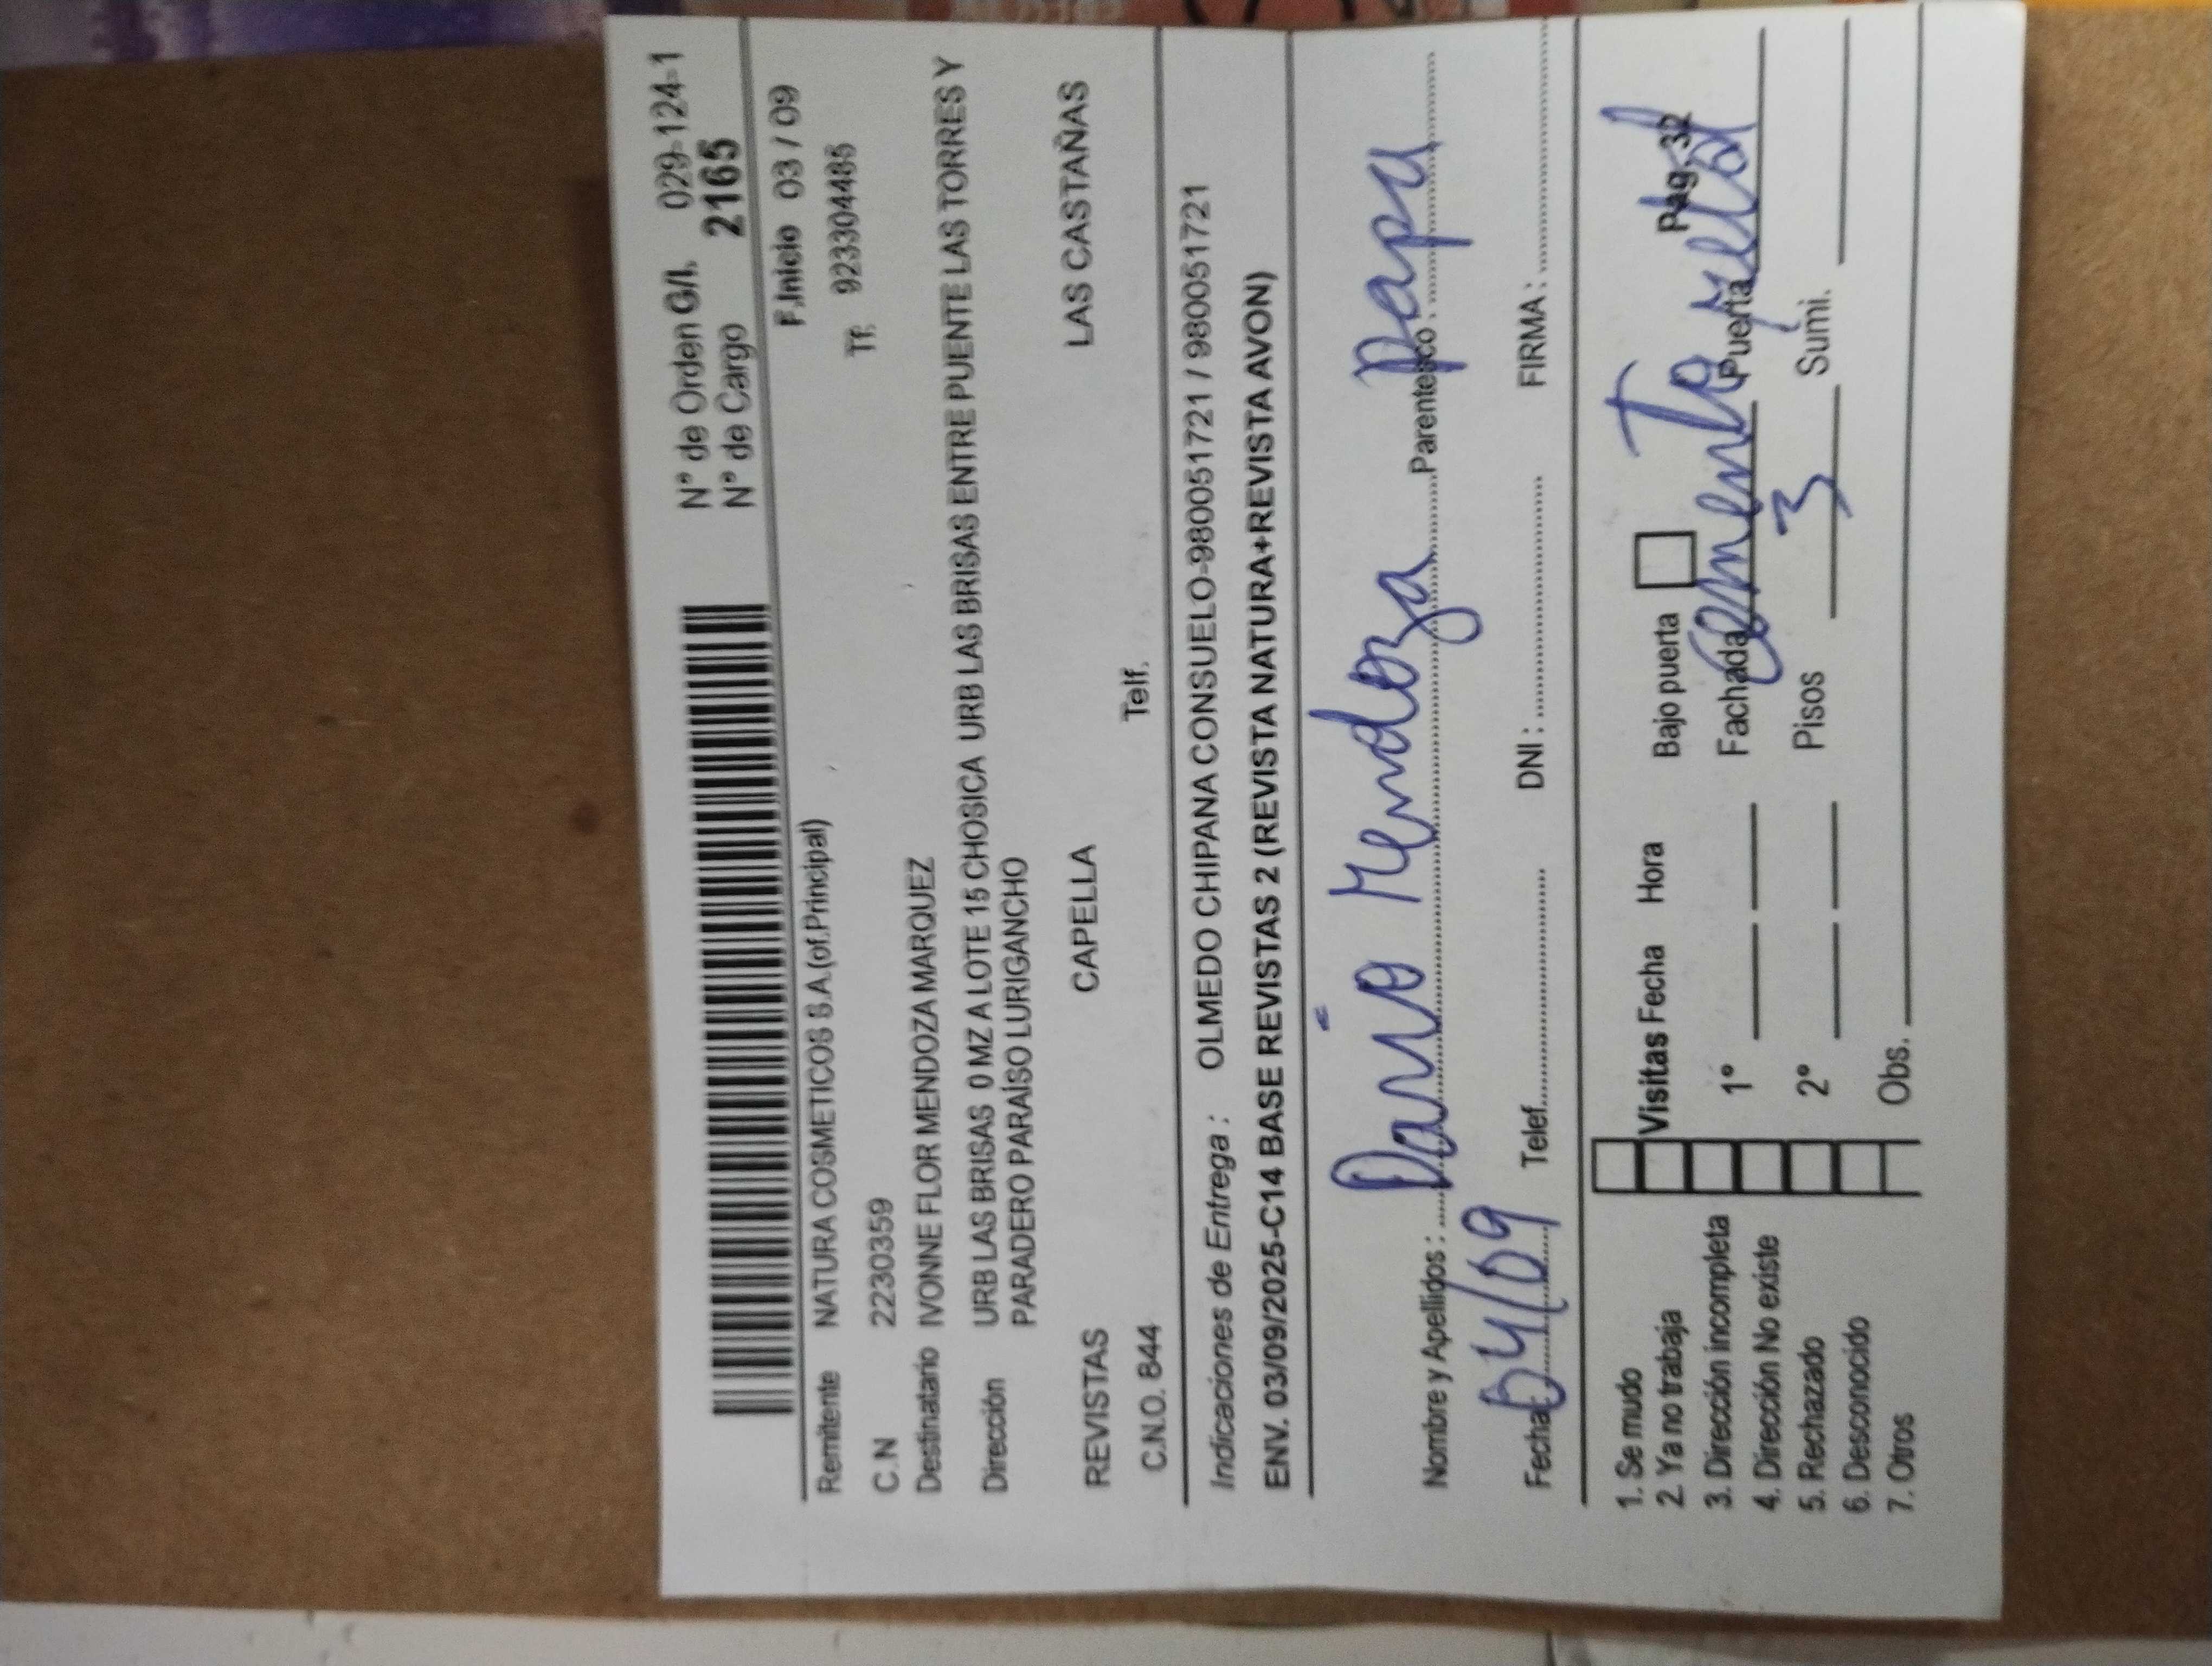 N° de Orden G/I. 029-124-1
N° de Cargo 2165
F.Inicio 03 / 09
Remitente NATURA COSMETICOS S.A.(of.Principal)
Tf. 923304485
C.N 22230359
Destinatario IVONNE FLOR MENDOZA MARQUEZ
Dirección URB LAS BRISAS 0 MZ A LOTE 15 CHOSICA URB LAS BRISAS ENTRE PUENTE LAS TORRES Y
PARADERO PARAÍSO LURIGANCHO
REVISTAS CAPELLA LAS CASTAÑAS
C.N.O. 844 Telf.
Indicaciones de Entrega : OLMEDO CHIPANA CONSUELO-980051721 / 980051721
ENV. 03/09/2025-C14 BASE REVISTAS 2 (REVISTA NATURA+REVISTA AVON)
Nombre y Apellidos : Dario Mendoza Parentesco : papa
Fecha 04/09 Telef. DNI : FIRMA :
1. Se mudo
2. Ya no trabaja Visitas Fecha Hora Bajo puerta Pag.32
3. Dirección incompleta 1° Fachada Cemento Puerta
4. Dirección No existe
5. Rechazado 2° Pisos 3 Sumi.
6. Desconocido
7. Otros Obs.